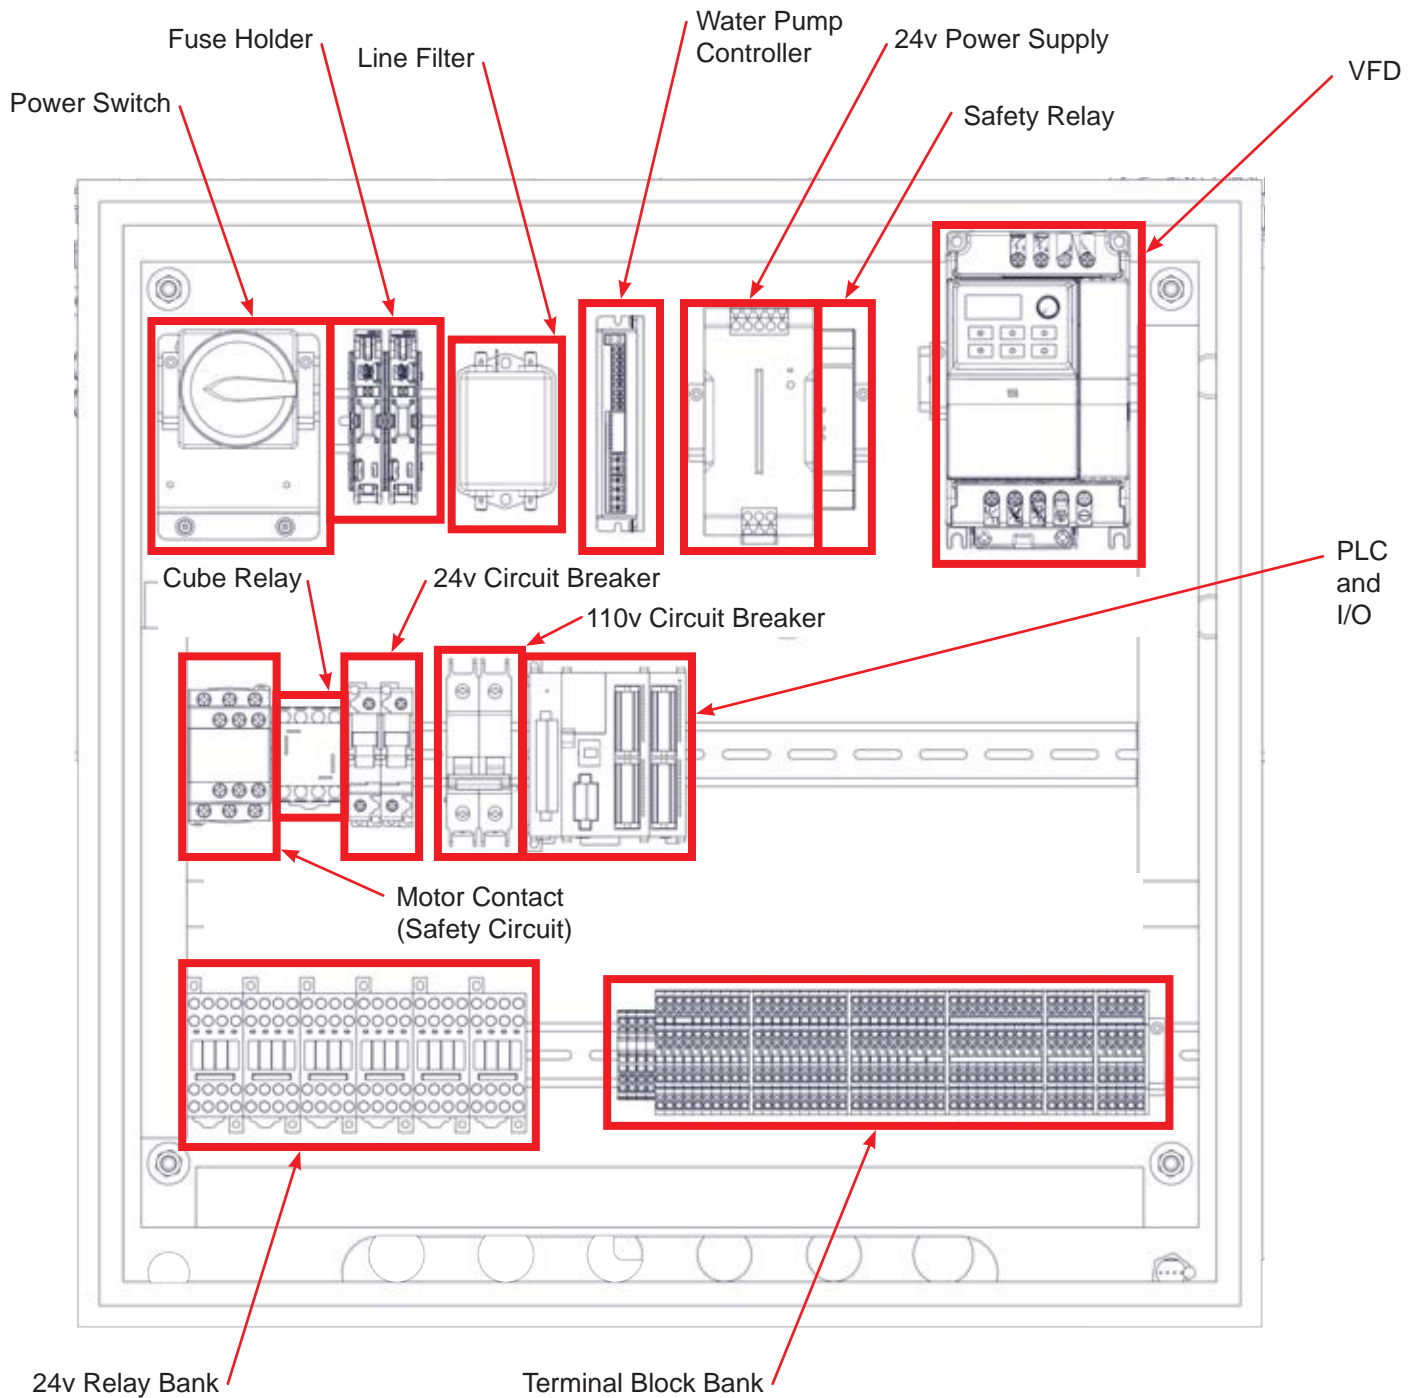 Water Pump
Controller
Fuse Holder
24v Power Supply
Line Filter
VFD
Power Switch
Safety Relay
PLC
and
I/O
Cube Relay
24v Circuit Breaker
110v Circuit Breaker
Motor Contact
(Safety Circuit)
24v Relay Bank
Terminal Block Bank